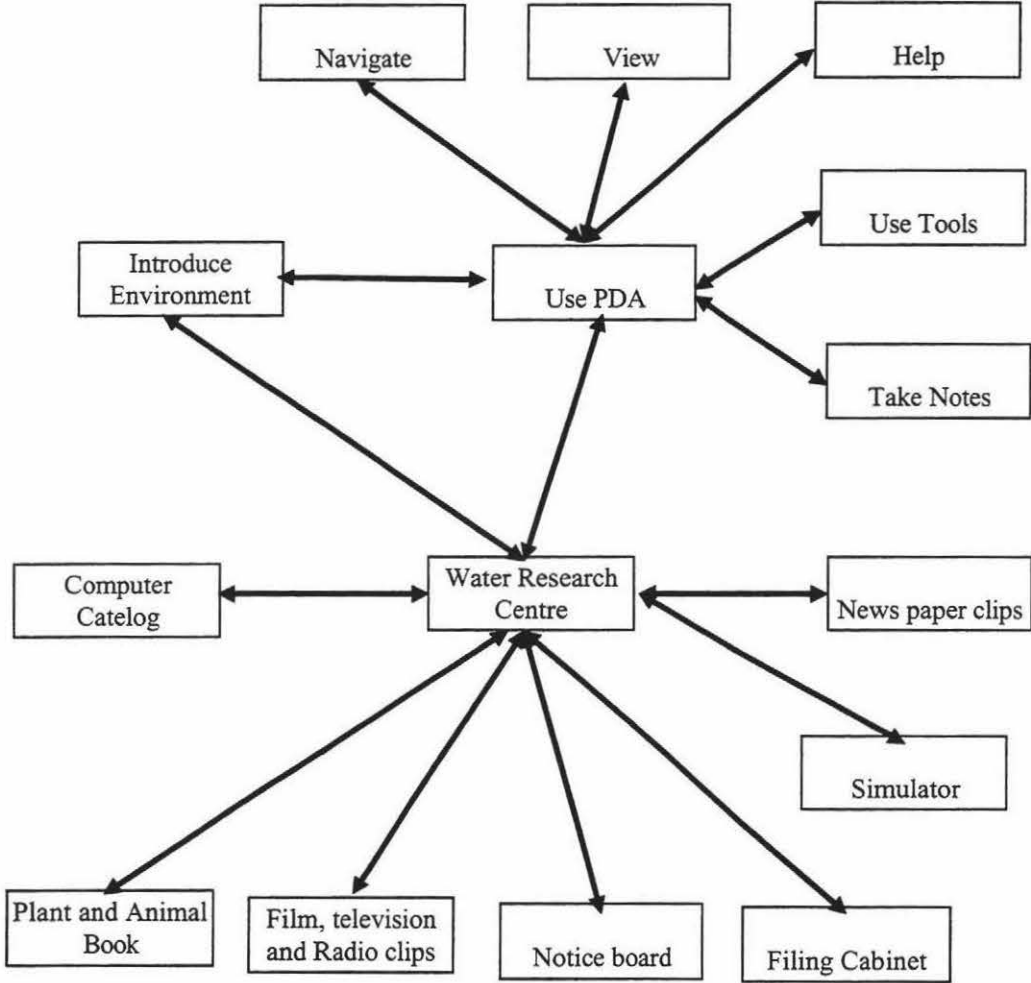 Navigate
View
Help
Use Tools
Introduce
Environment
Use PDA
Take Notes
Computer
Catelog
Water Research
Centre
News paper clips
Simulator
Plant and Animal
Book
Film, television
and Radio clips
Notice board
Filing Cabinet